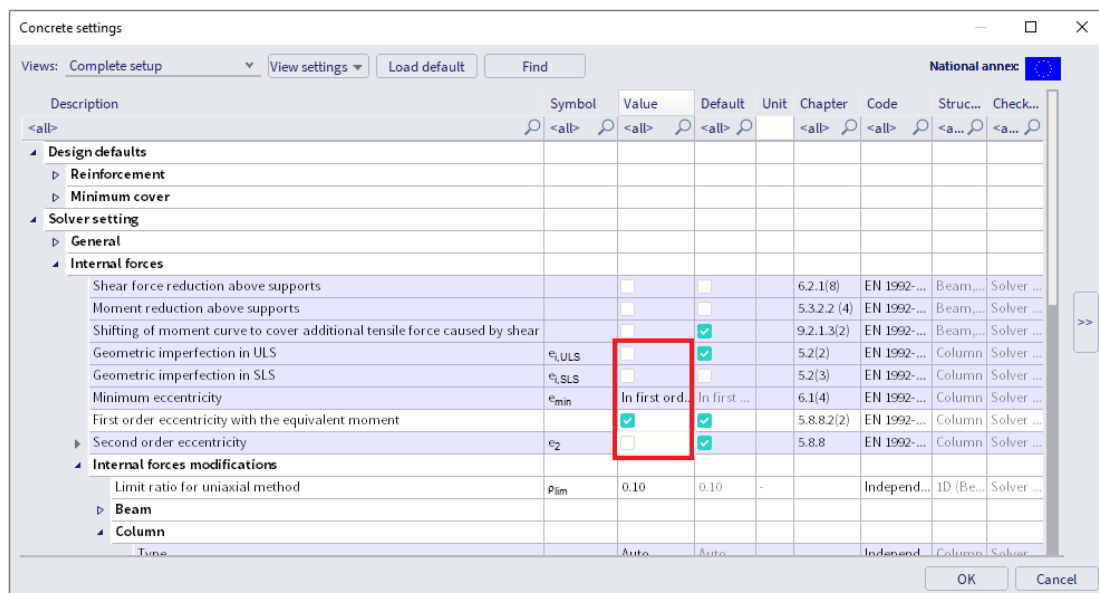 Concrete settings
Views: Complete setup View settings Load default Find National annex:
Description Symbol Value Default Unit Chapter Code Struc... Check...
<all> <all> <all> <all> <all> <all> <a... <a...
Design defaults
Reinforcement
Minimum cover
Solver setting
General
Internal forces
Shear force reduction above supports 6.2.1(8) EN 1992-... Beam,... Solver ...
Moment reduction above supports 5.3.2.2 (4) EN 1992-... Beam,... Solver ...
Shifting of moment curve to cover additional tensile force caused by shear 9.2.1.3(2) EN 1992-... Beam,... Solver ...
Geometric imperfection in ULS ei,ULS 5.2(2) EN 1992-... Column Solver ...
Geometric imperfection in SLS ei,SLS 5.2(3) EN 1992-... Column Solver ...
Minimum eccentricity emin In first ord... In first ... 6.1(4) EN 1992-... Column Solver ...
First order eccentricity with the equivalent moment 5.8.8.2(2) EN 1992-... Column Solver ...
Second order eccentricity e2 5.8.8 EN 1992-... Column Solver ...
Internal forces modifications
Limit ratio for uniaxial method ρlim 0.10 0.10 - Independ... 1D (Be... Solver ...
Beam
Column
Type Auto Auto Independ... Column Solver ...
>>
OK Cancel